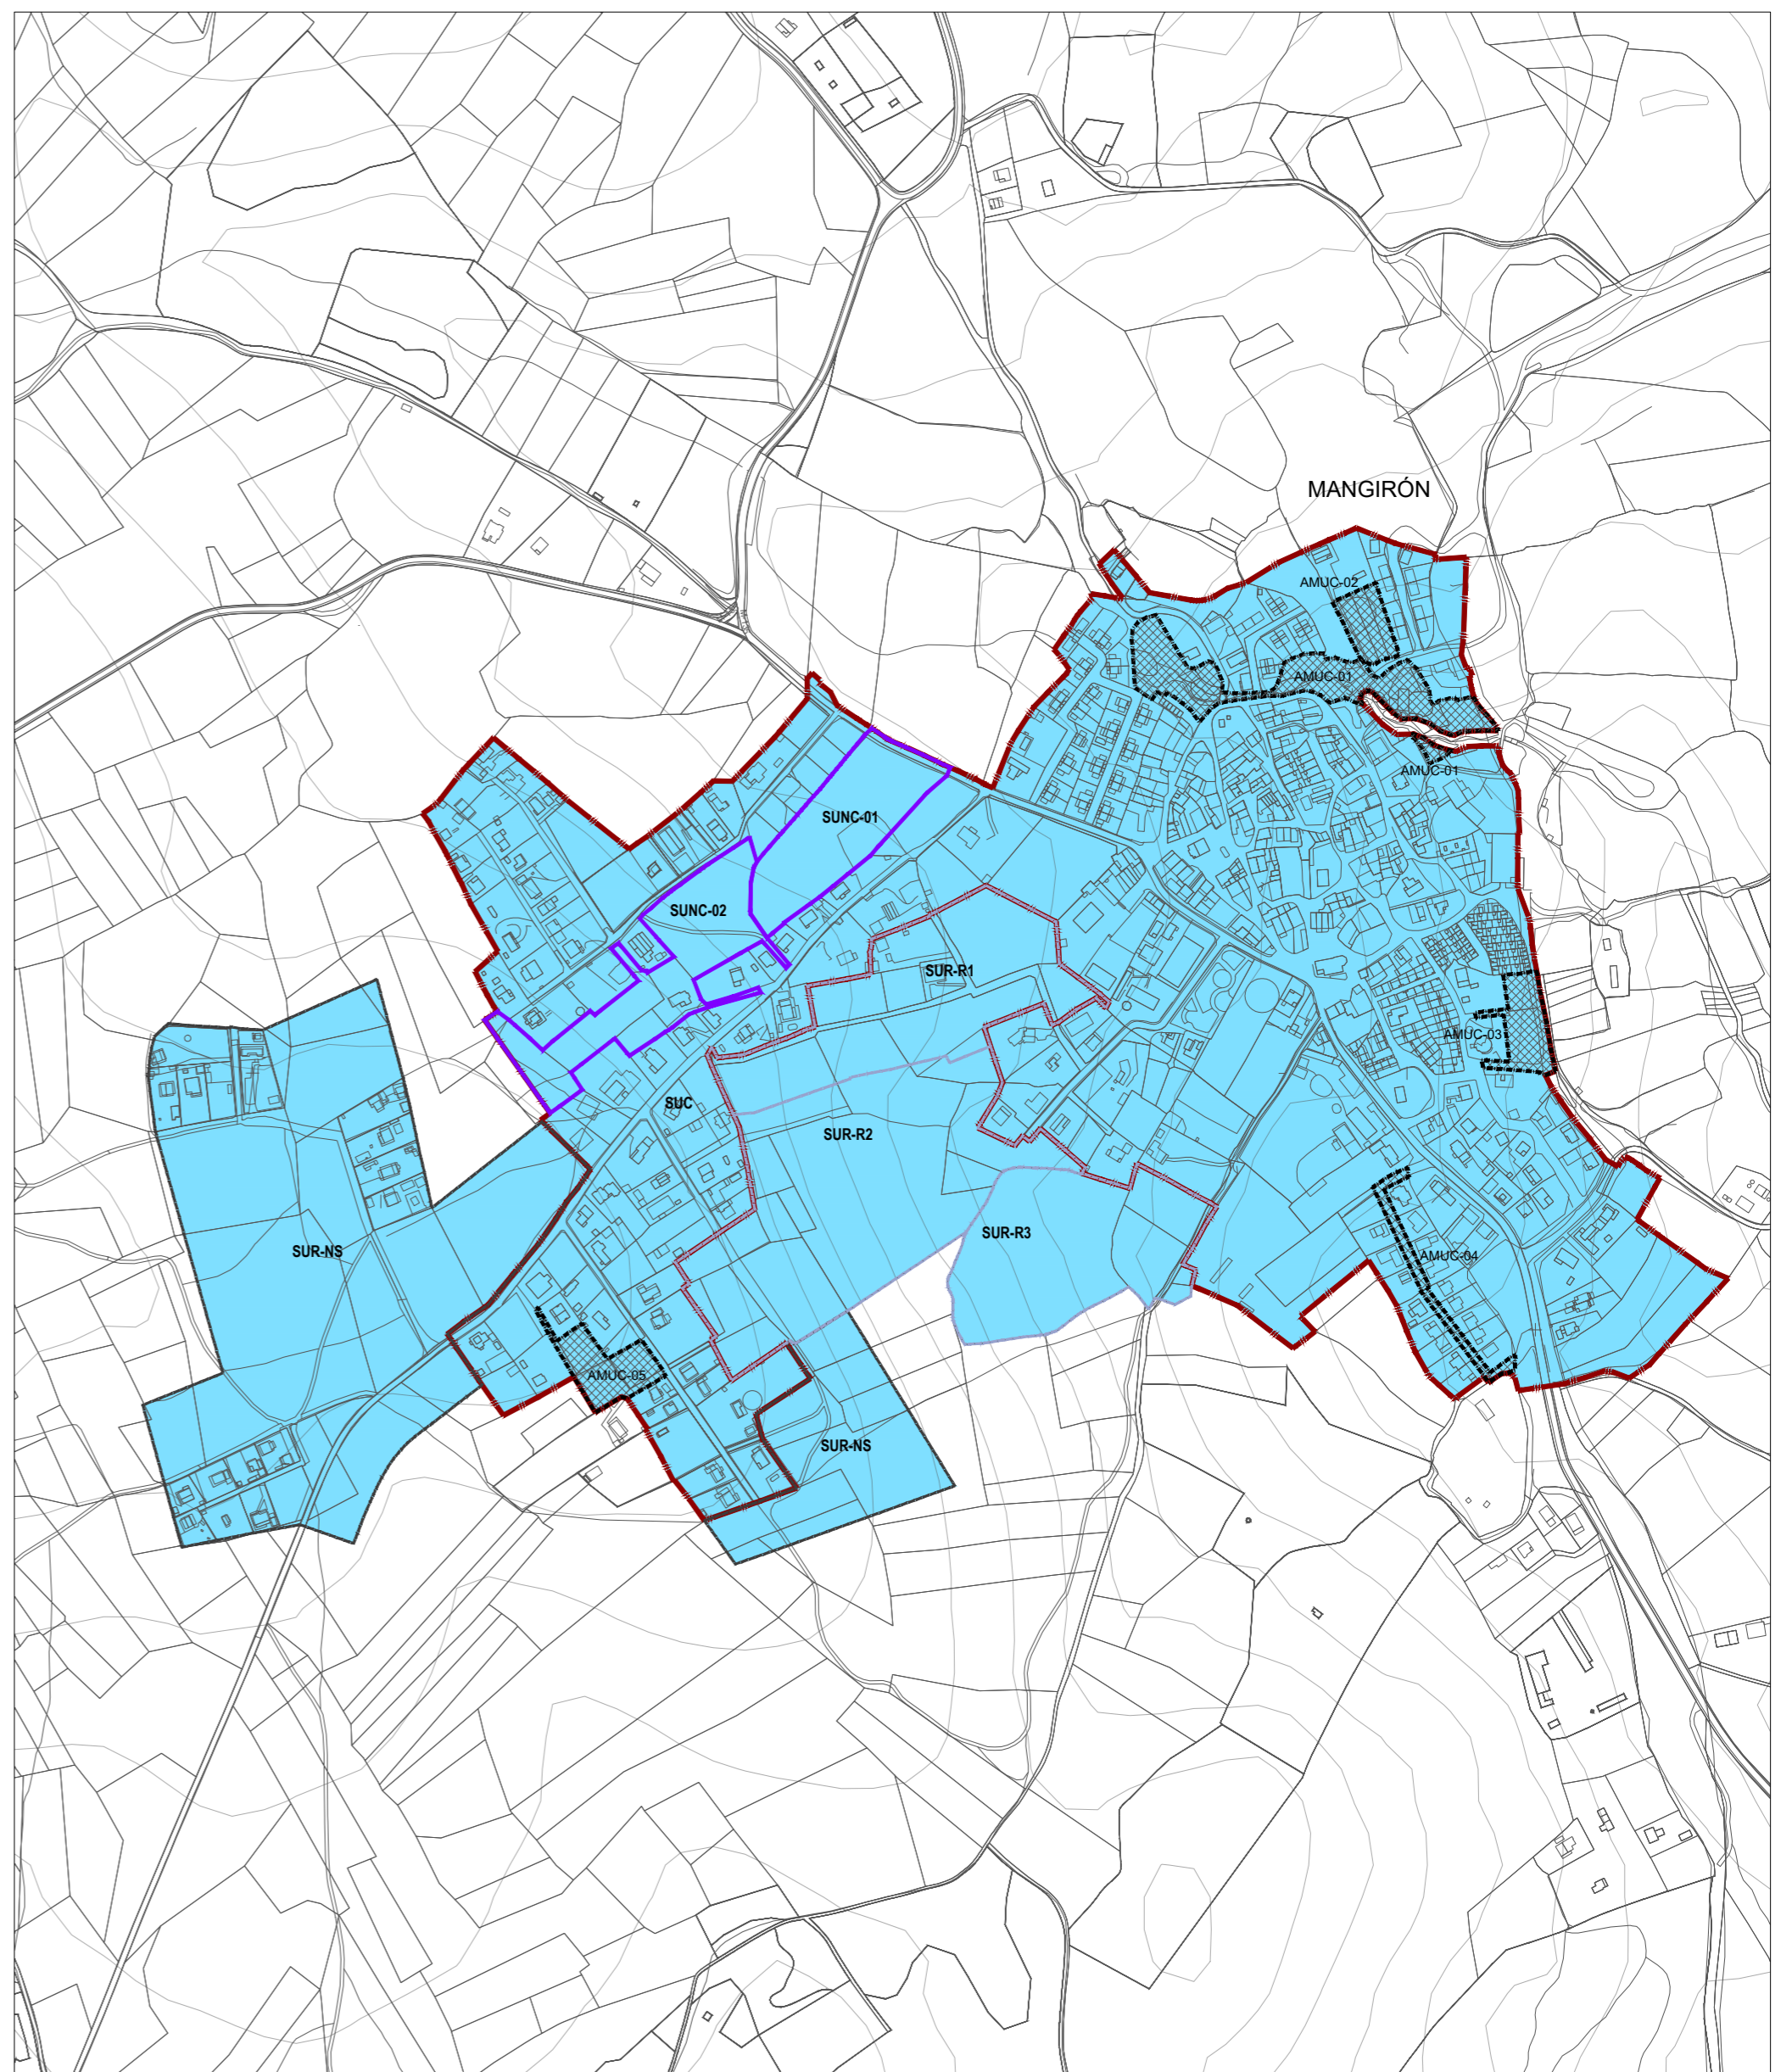 MANGIRÓN
AMUC-02
AMUC-01
AMUC-01
SUNC-01
SUNC-02
SUR-R1
AMUC-03
SUC
SUR-R2
SUR-R3
SUR-NS
AMUC-04
AMUC-05
SUR-NS